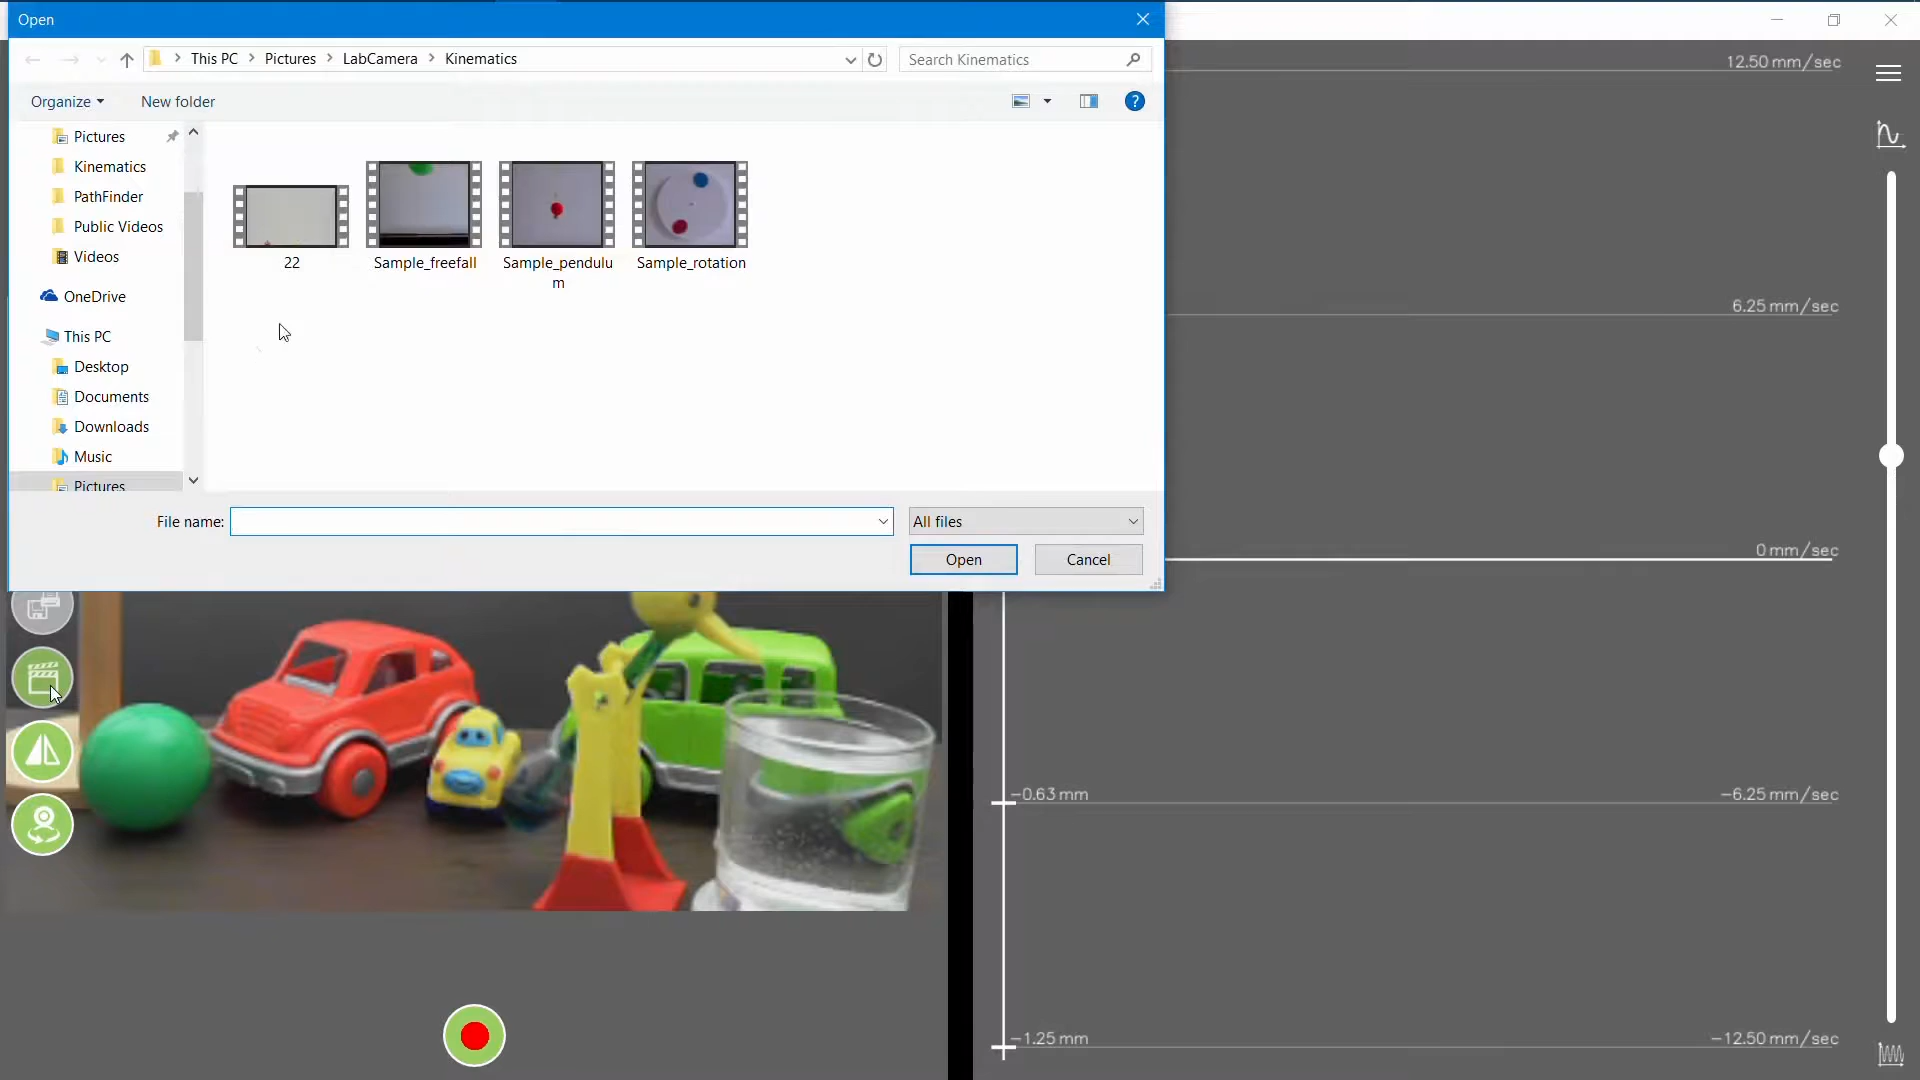 Open
This PC > Pictures > LabCamera > Kinematics
Search Kinematics
Organize
New folder
Pictures
Kinematics
PathFinder
Public Videos
Videos
OneDrive
This PC
Desktop
Documents
Downloads
Music
Pictures
22
Sample_freefall
Sample_pendulu
m
Sample_rotation
File name:
All files
Open
Cancel
12.50 mm/sec
6.25 mm/sec
0 mm/sec
-0.63 mm
-6.25 mm/sec
-1.25 mm
-12.50 mm/sec